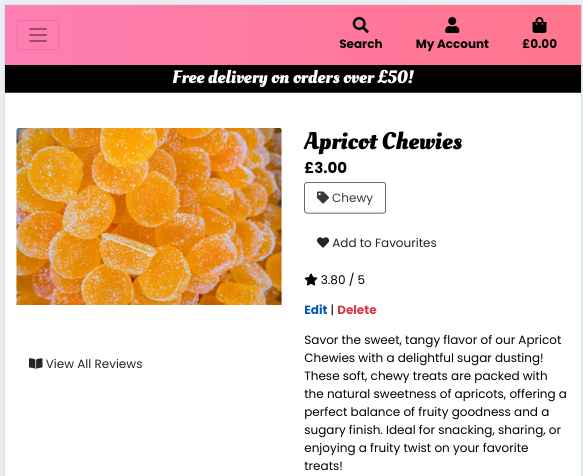 Search
My Account
£0.00
Free delivery on orders over £50!
Apricot Chewies
£3.00
Chewy
Add to Favourites
3.80 / 5
Edit | Delete
Savor the sweet, tangy flavor of our Apricot
Chewies with a delightful sugar dusting!
These soft, chewy treats are packed with
the natural sweetness of apricots, offering a
perfect balance of fruity goodness and a
sugary finish. Ideal for snacking, sharing, or
enjoying a fruity twist on your favorite
treats!
View All Reviews